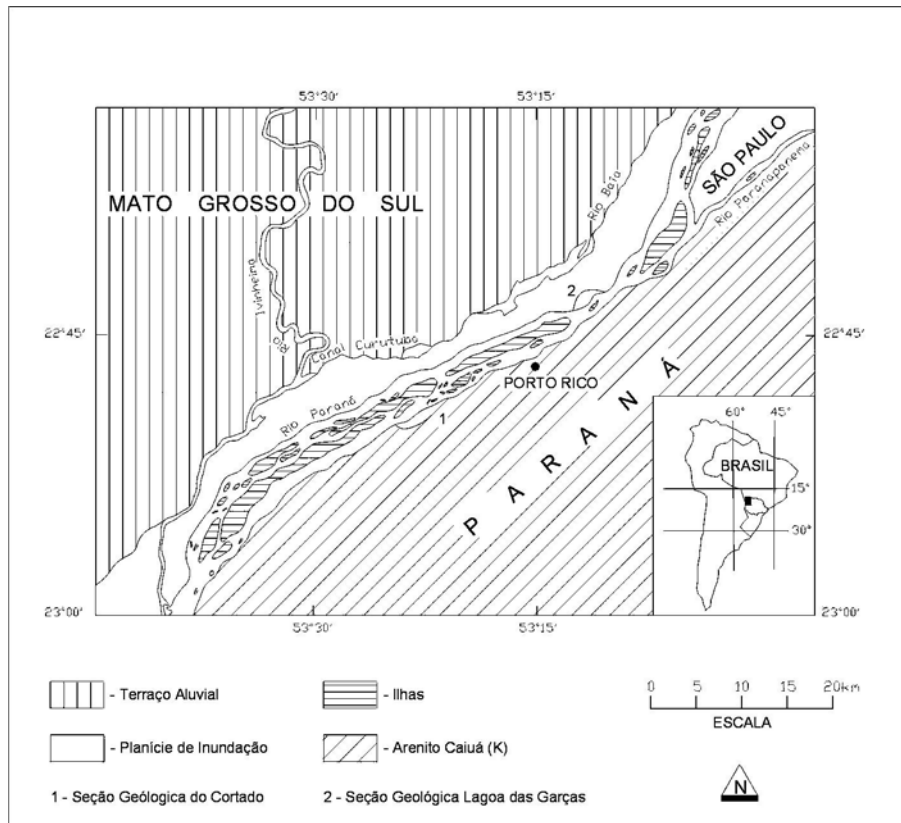 53°30' 53°15'
SÃO PAULO
Rio Paranapanema
Rio Baía
MATO GROSSO DO SUL
Rio Ivinheima
2
22°45' 22°45'
Canal Curutuba
PORTO RICO
Rio Paraná
1
PARANÁ
60° 45°
BRASIL
15°
30°
23°00' 23°00'
53°30' 53°15'
- Terraço Aluvial
- Ilhas
0 5 10 15 20km
ESCALA
- Planície de Inundação
- Arenito Caiuá (K)
1 - Seção Geólogica do Cortado
2 - Seção Geológica Lagoa das Garças
N